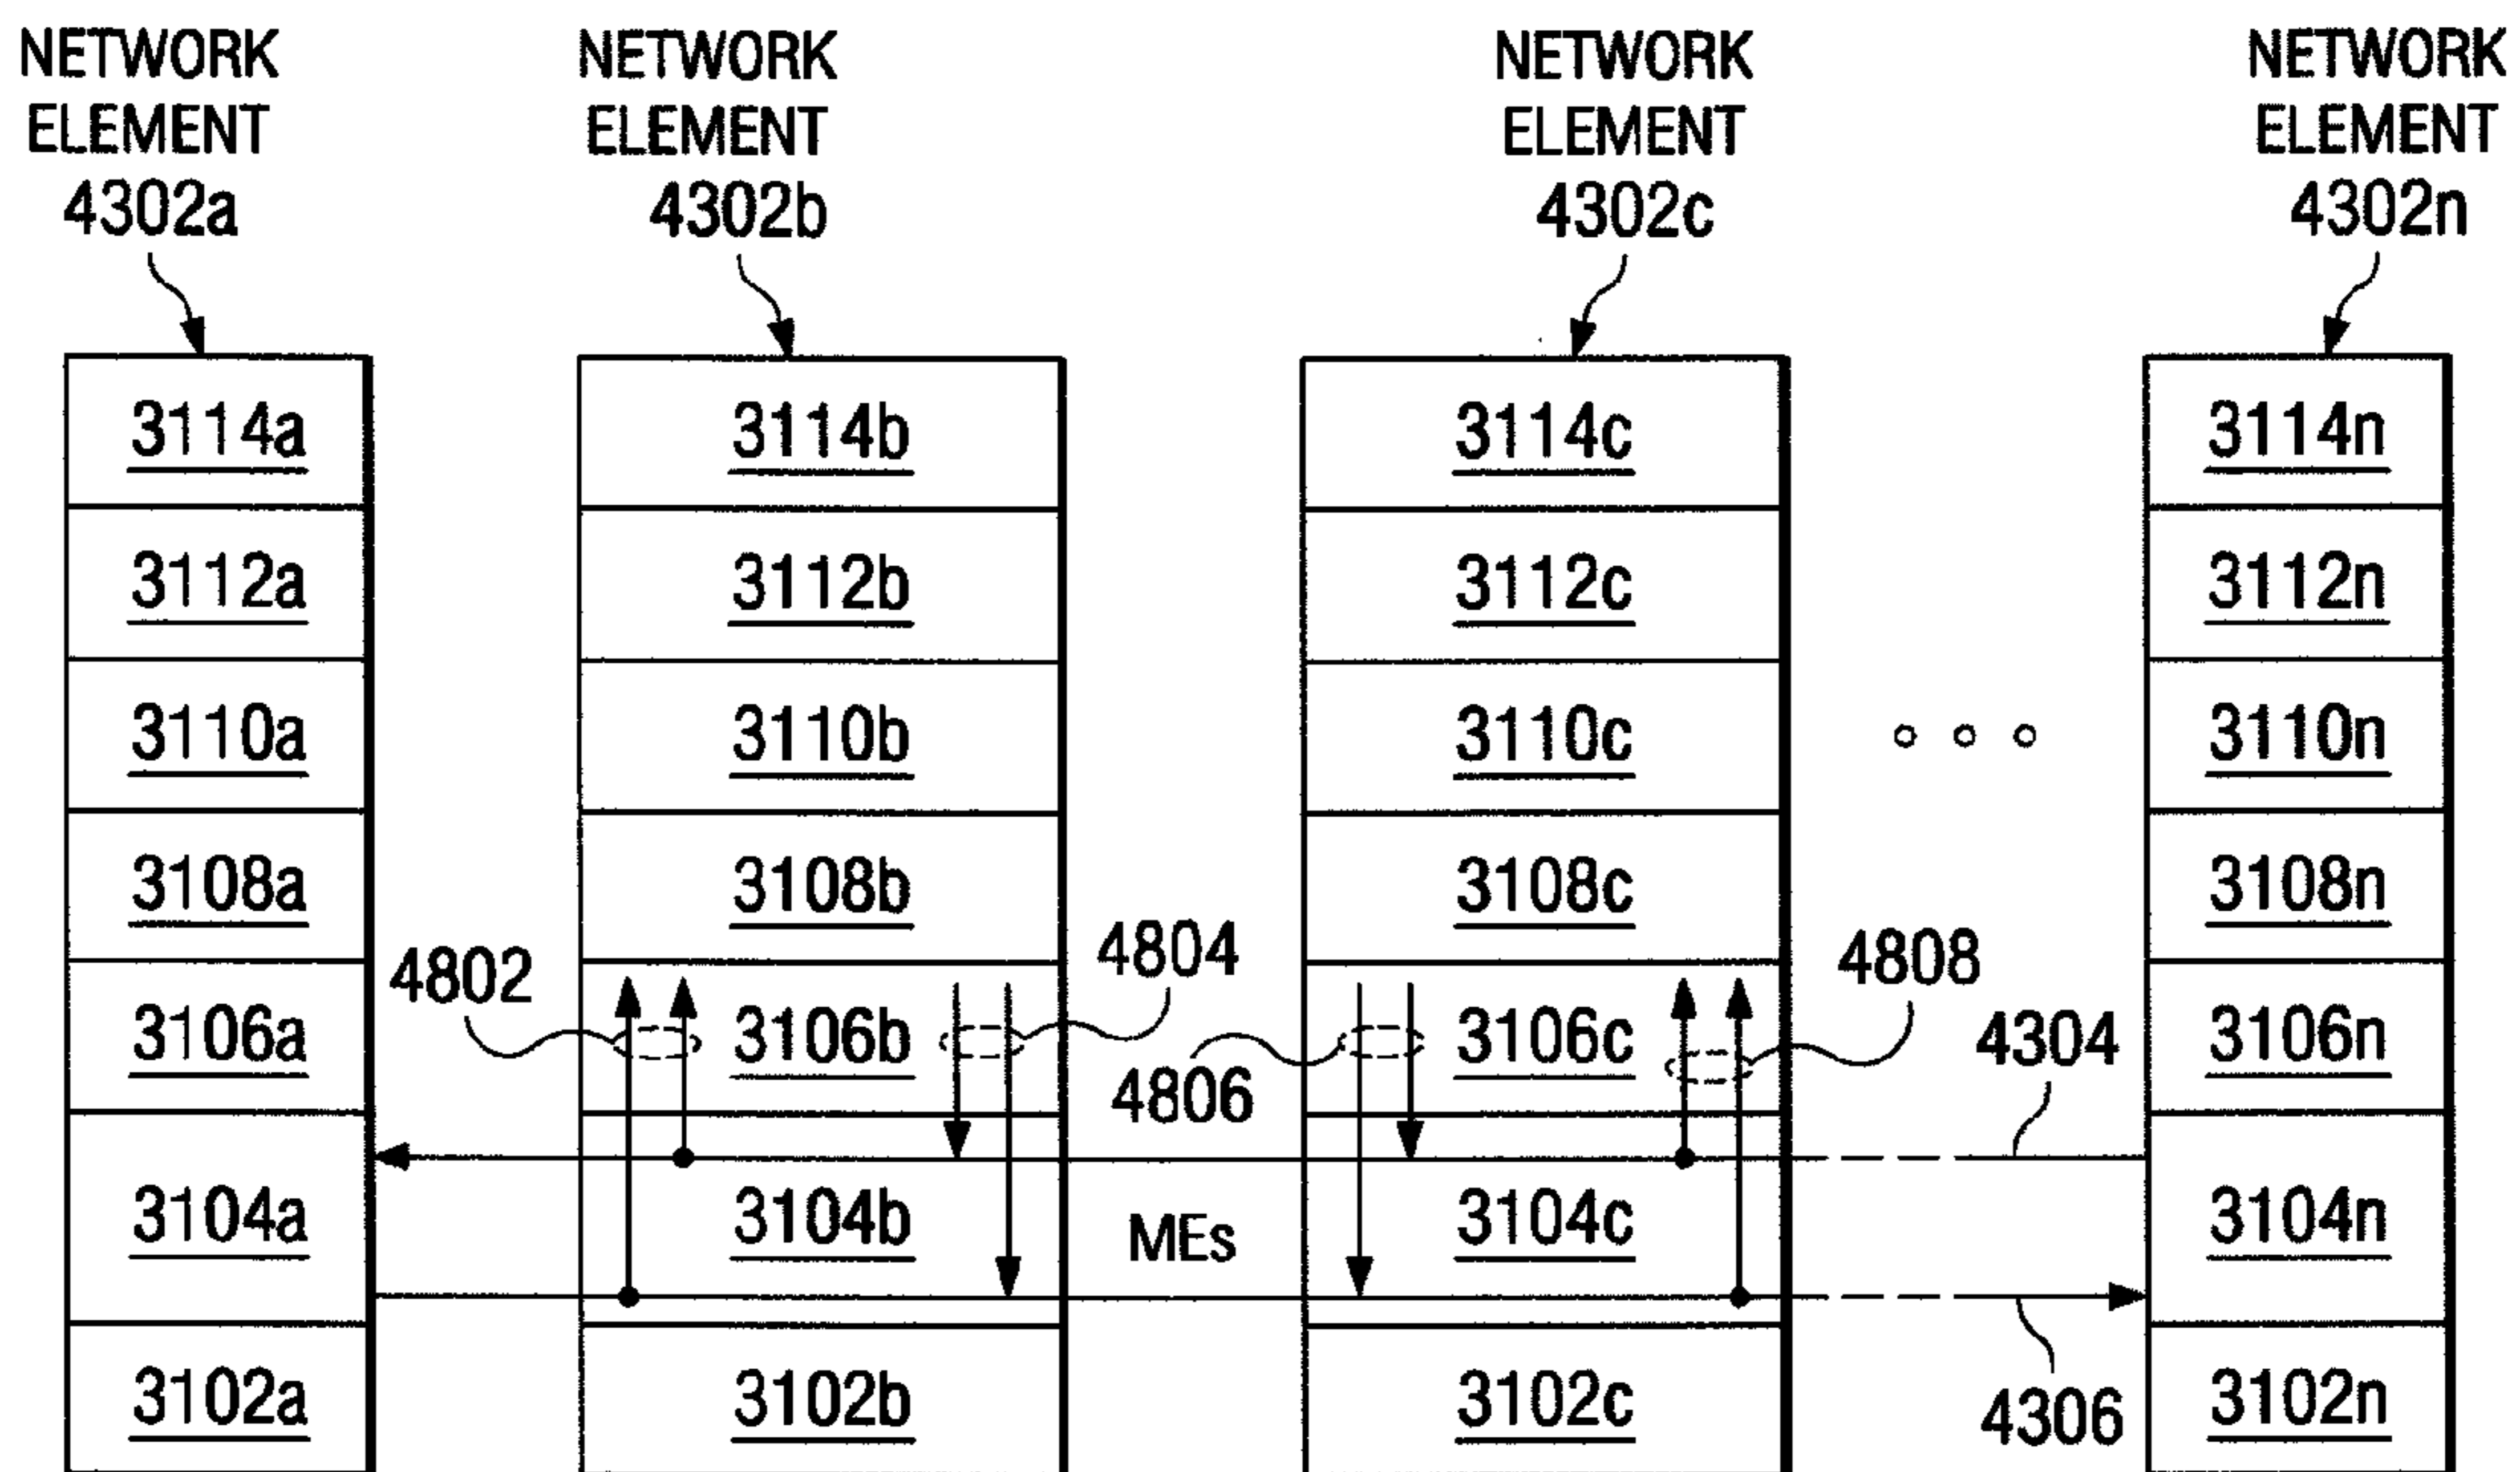 NETWORK
ELEMENT
4302a
NETWORK
ELEMENT
4302b
NETWORK
ELEMENT
4302c
NETWORK
ELEMENT
4302n
3114a
3114b
3114c
3114n
3112a
3112b
3112c
3112n
3110a
3110b
3110c
3110n
3108a
3108b
3108c
3108n
4802
4804
4808
3106a
3106b
4806
3106c
4304
3106n
3104a
3104b
MEs
3104c
3104n
3102a
3102b
3102c
4306
3102n